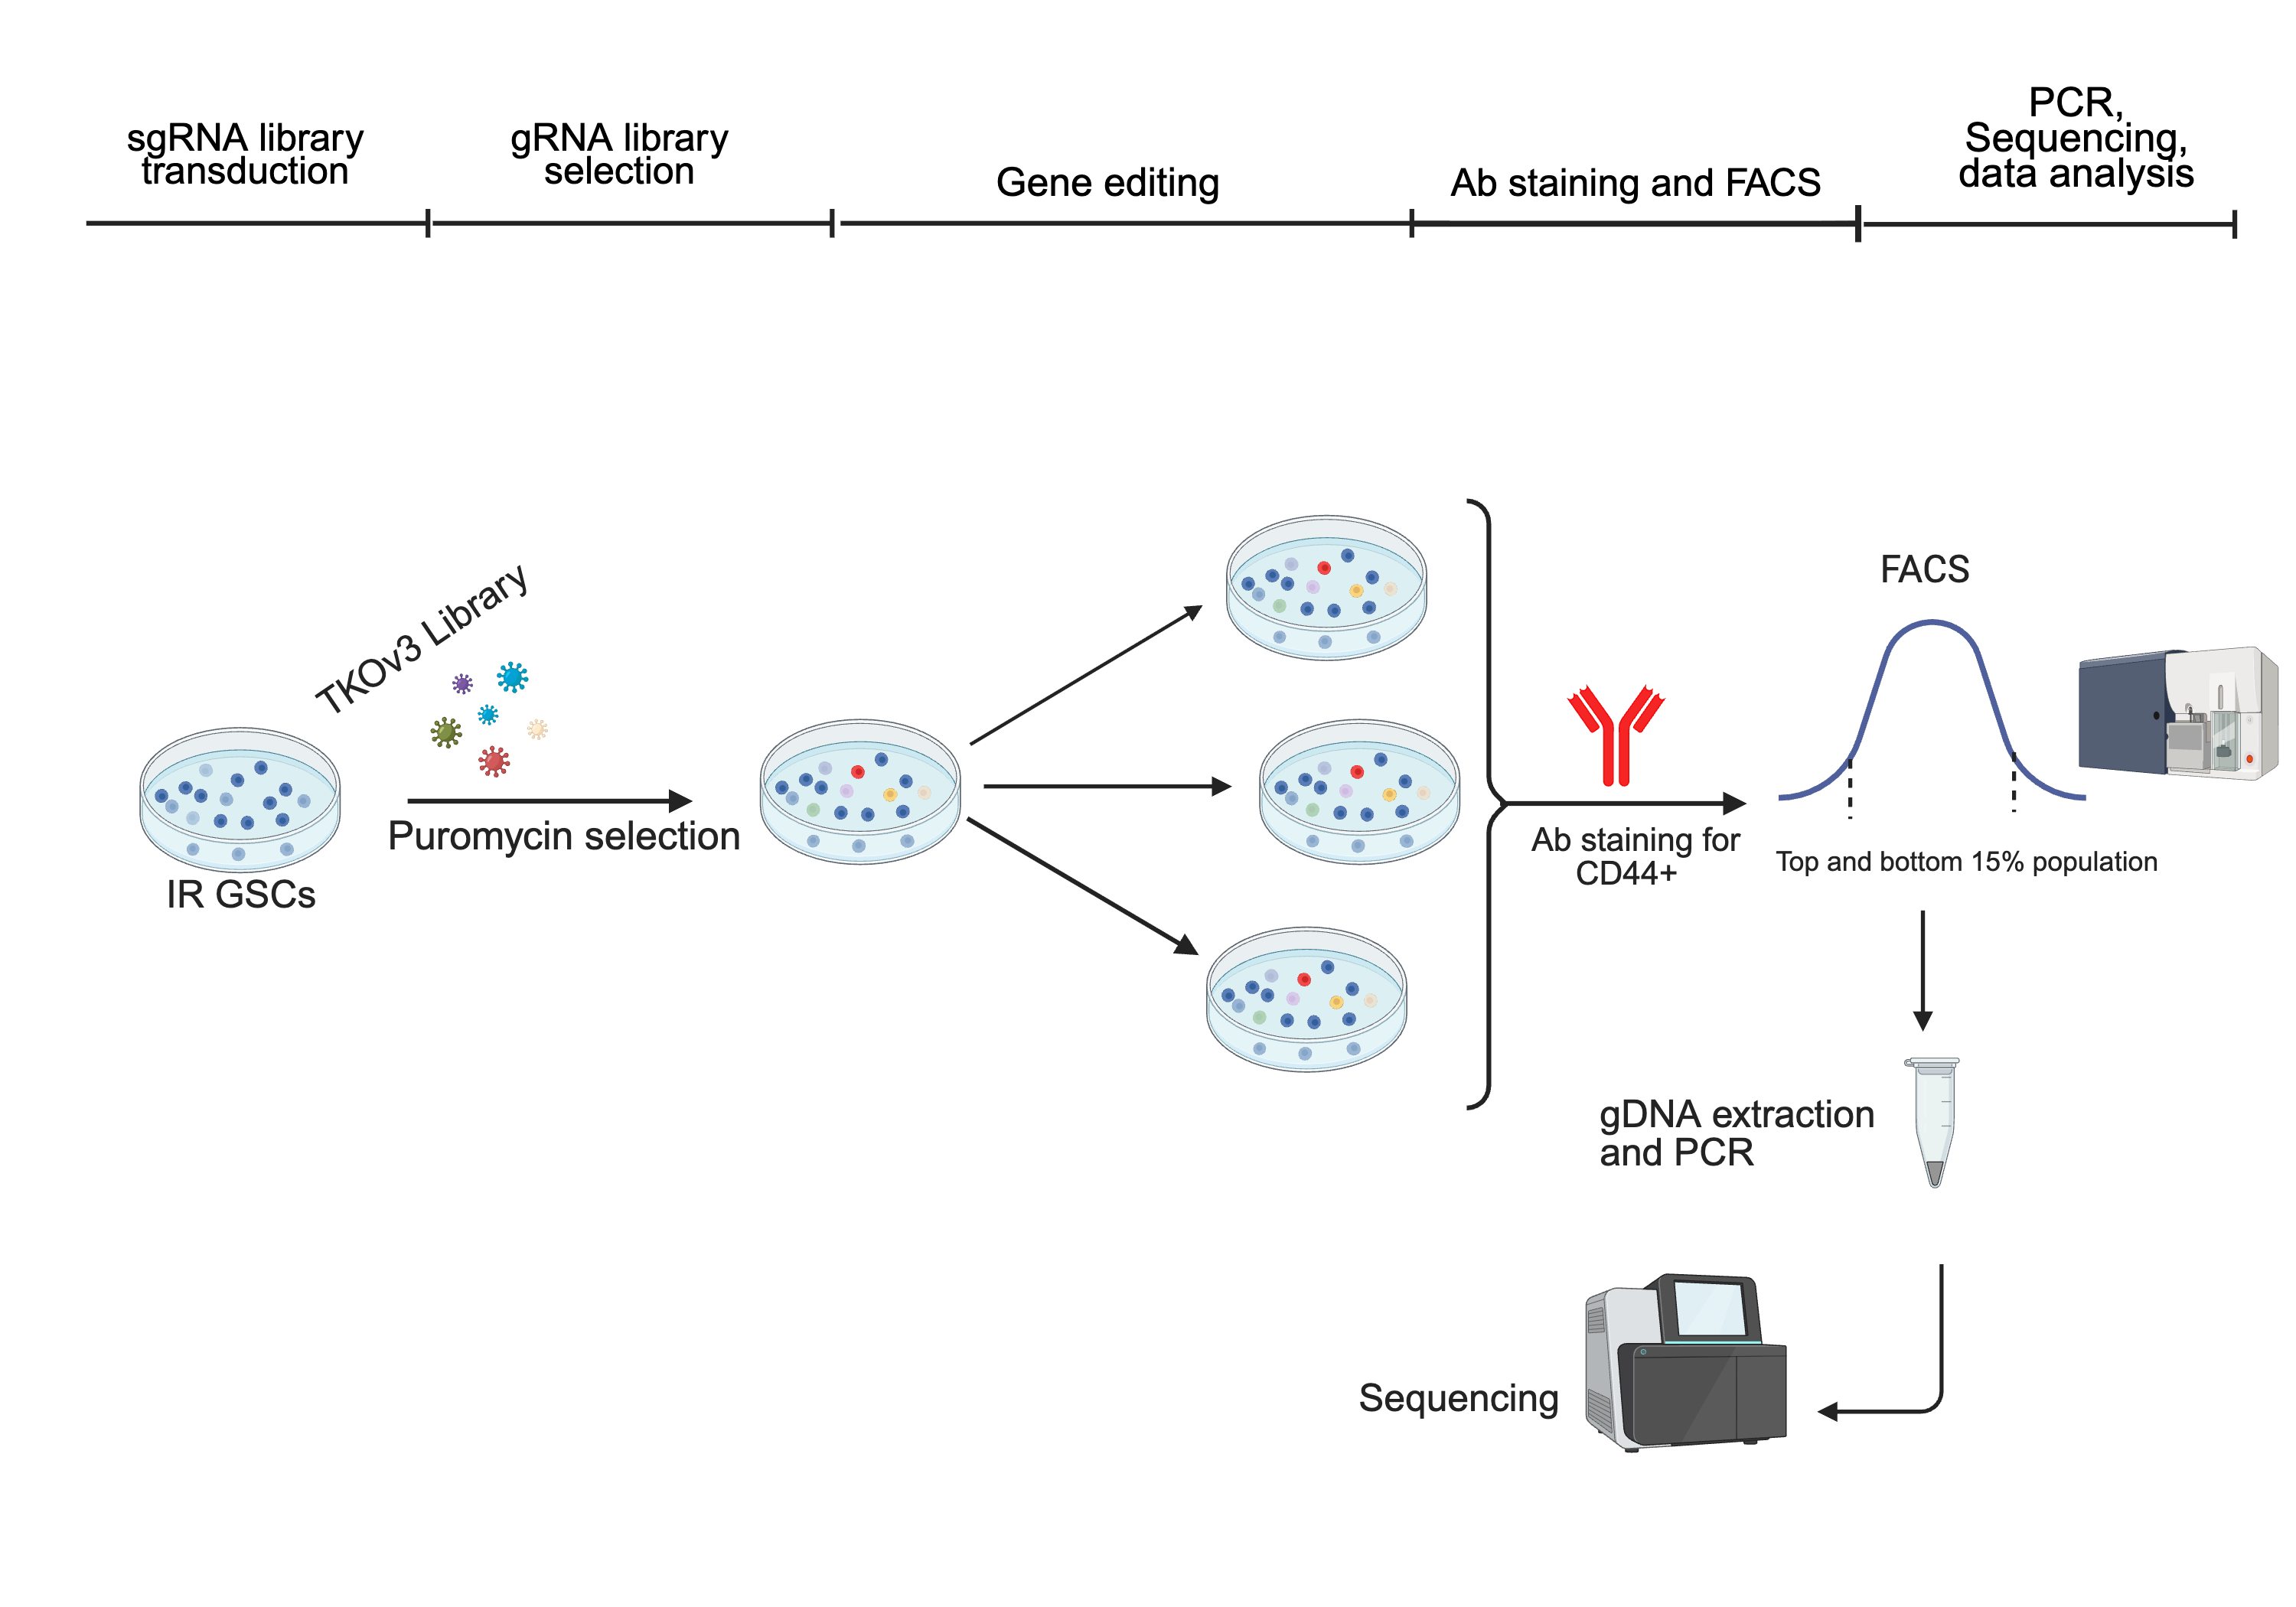 sgRNA library
transduction
gRNA library
selection
Gene editing
Ab staining and FACS
PCR,
Sequencing,
data analysis
TKOv3 Library
Puromycin selection
IR GSCs
Ab staining for
CD44+
FACS
Top and bottom 15% population
gDNA extraction
and PCR
Sequencing